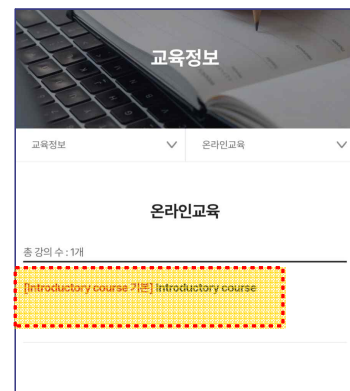 교육정보
교육정보 온라인교육
온라인교육
총 강의 수 : 1개
[Introductory course 기본] Introductory course